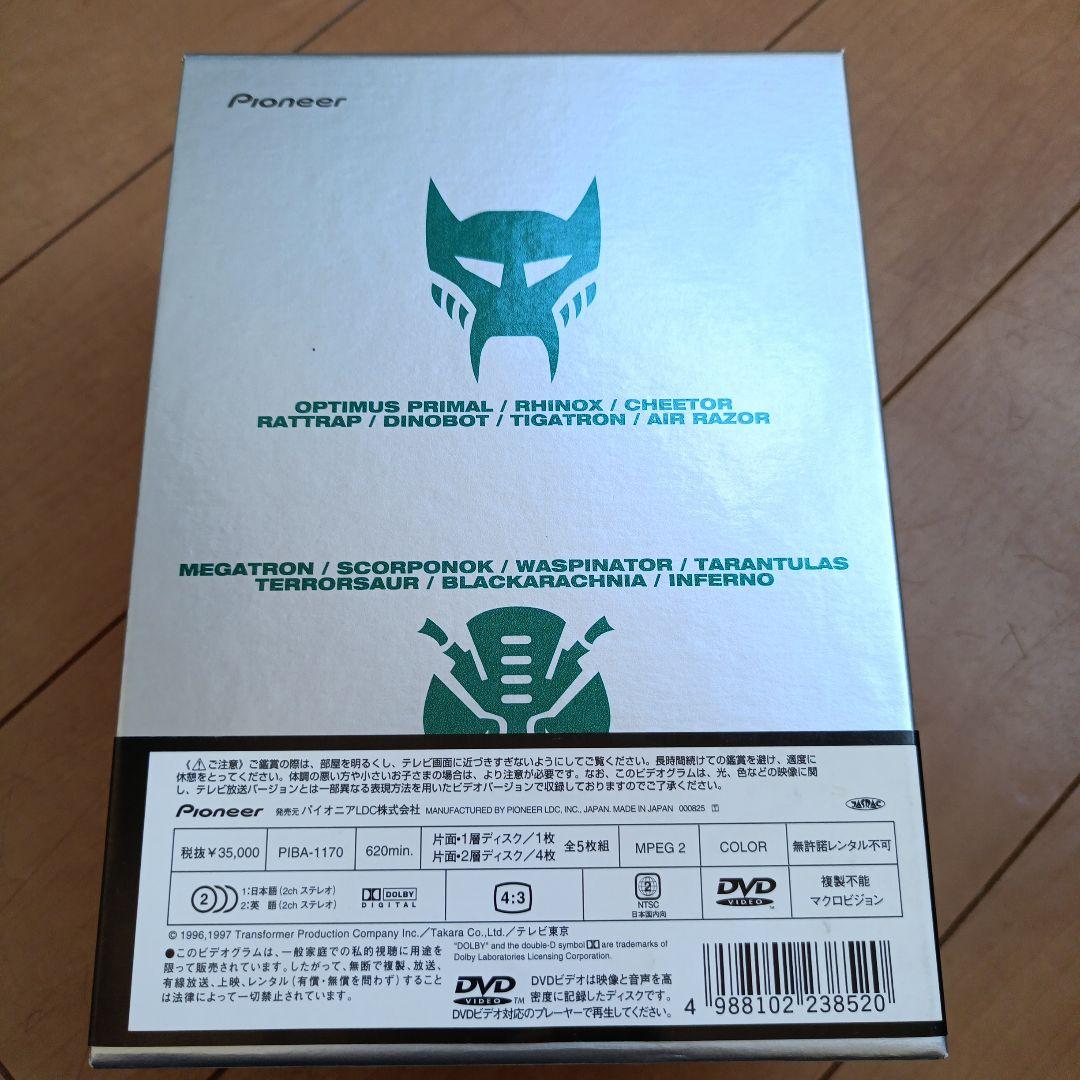 Pioneer
OPTIMUS PRIMAL / RHINOX / CHEETOR
RATTRAP / DINOBOT / TIGATRON / AIR RAZOR
MEGATRON / SCORPONOK / WASPINATOR / TARANTULAS
TERRORSAUR / BLACKARACHNIA / INFERNO
《⚠ご注意》ご鑑賞の際は、部屋を明るくし、テレビ画面に近づきすぎないようにしてご覧ください。長時間続けての鑑賞を避け、適度に
休憩をとってください。体調の悪い方や小さいお子さまの場合は、より注意が必要です。なお、このビデオグラムは、光、色などの映像に関
し、テレビ放送バージョンとは一部異なる表現方法を用いたビデオバージョンで収録しておりますのでご了承ください。
Pioneer 発売元 パイオニアLDC株式会社 MANUFACTURED BY PIONEER LDC, INC., JAPAN. MADE IN JAPAN 000825 Ⓣ JASRAC
税抜¥35,000 PIBA-1170 620min. 片面・1層ディスク/1枚 全5枚組 MPEG 2 COLOR 無許諾レンタル不可
片面・2層ディスク/4枚
2 1:日本語(2ch ステレオ) DOLBY DIGITAL 4:3 2 NTSC 日本国内向 DVD VIDEO™ 複製不能
2:英 語(2ch ステレオ) マクロビジョン
© 1996,1997 Transformer Production Company Inc./Takara Co.,Ltd./テレビ東京
●このビデオグラムは、一般家庭での私的視聴に用途を
限って販売されています。したがって、無断で複製、放送、
有線放送、上映、レンタル(有償・無償を問わず)すること
は法律によって一切禁止されています。
"DOLBY" and the double-D symbol are trademarks of
Dolby Laboratories Licensing Corporation.
DVD VIDEO™
DVDビデオは映像と音声を高
密度に記録したディスクです。
DVDビデオ対応のプレーヤーで再生してください。
4 988102 238520